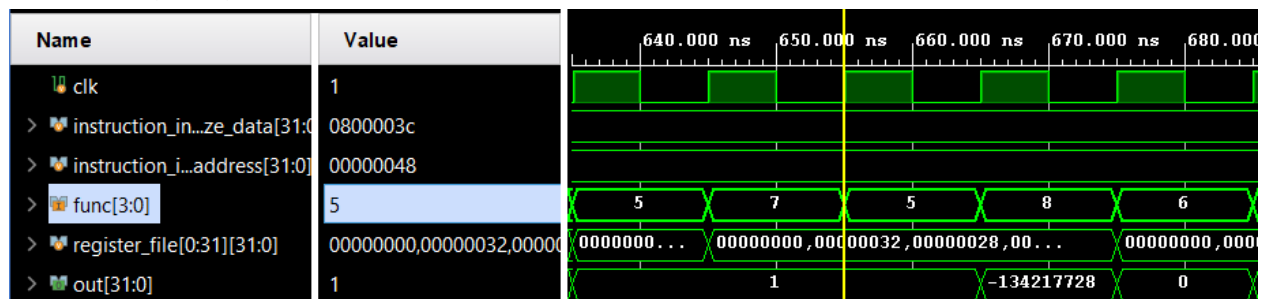 Name Value
640.000 ns 650.000 ns 660.000 ns 670.000 ns 680.000
clk 1
instruction_in...ze_data[31:0 0800003c
instruction_i...address[31:0] 00000048
func[3:0] 5 5 7 5 8 6
register_file[0:31][31:0] 00000000,00000032,00000 0000000... 00000000,00000032,00000028,00... 00000000,000
out[31:0] 1 1 -134217728 0